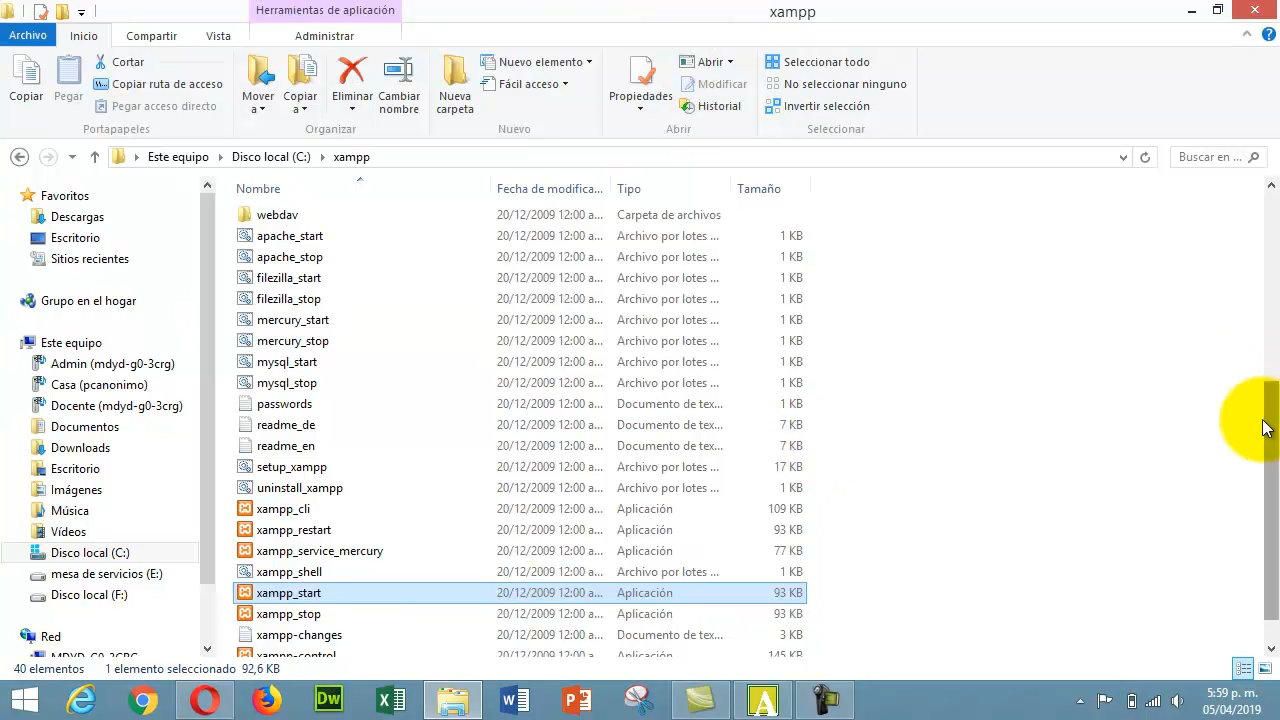 Herramientas de aplicación
xampp
Archivo
Inicio
Compartir
Vista
Administrar
Copiar
Pegar
Cortar
Copiar ruta de acceso
Pegar acceso directo
Mover a
Copiar a
Eliminar
Cambiar nombre
Nueva carpeta
Nuevo elemento
Fácil acceso
Propiedades
Abrir
Modificar
Historial
Seleccionar todo
No seleccionar ninguno
Invertir selección
Portapapeles
Organizar
Nuevo
Abrir
Seleccionar
Este equipo Disco local (C:) xampp
Buscar en ...
Favoritos
Descargas
Escritorio
Sitios recientes
Grupo en el hogar
Este equipo
Admin (mdyd-g0-3crg)
Casa (pcanonimo)
Docente (mdyd-g0-3crg)
Documentos
Downloads
Escritorio
Imágenes
Música
Vídeos
Disco local (C:)
mesa de servicios (E:)
Disco local (F:)
Red
MDYD-G0-3CRG
Nombre Fecha de modifica... Tipo Tamaño
webdav 20/12/2009 12:00 a... Carpeta de archivos
apache_start 20/12/2009 12:00 a... Archivo por lotes ... 1 KB
apache_stop 20/12/2009 12:00 a... Archivo por lotes ... 1 KB
filezilla_start 20/12/2009 12:00 a... Archivo por lotes ... 1 KB
filezilla_stop 20/12/2009 12:00 a... Archivo por lotes ... 1 KB
mercury_start 20/12/2009 12:00 a... Archivo por lotes ... 1 KB
mercury_stop 20/12/2009 12:00 a... Archivo por lotes ... 1 KB
mysql_start 20/12/2009 12:00 a... Archivo por lotes ... 1 KB
mysql_stop 20/12/2009 12:00 a... Archivo por lotes ... 1 KB
passwords 20/12/2009 12:00 a... Documento de tex... 1 KB
readme_de 20/12/2009 12:00 a... Documento de tex... 7 KB
readme_en 20/12/2009 12:00 a... Documento de tex... 7 KB
setup_xampp 20/12/2009 12:00 a... Archivo por lotes ... 17 KB
uninstall_xampp 20/12/2009 12:00 a... Archivo por lotes ... 1 KB
xampp_cli 20/12/2009 12:00 a... Aplicación 109 KB
xampp_restart 20/12/2009 12:00 a... Aplicación 93 KB
xampp_service_mercury 20/12/2009 12:00 a... Aplicación 77 KB
xampp_shell 20/12/2009 12:00 a... Archivo por lotes ... 1 KB
xampp_start 20/12/2009 12:00 a... Aplicación 93 KB
xampp_stop 20/12/2009 12:00 a... Aplicación 93 KB
xampp-changes 20/12/2009 12:00 a... Documento de tex... 3 KB
xampp-control 20/12/2009 12:00 a... Aplicación 145 KB
40 elementos 1 elemento seleccionado 92,6 KB
Dw
5:59 p. m.
05/04/2019